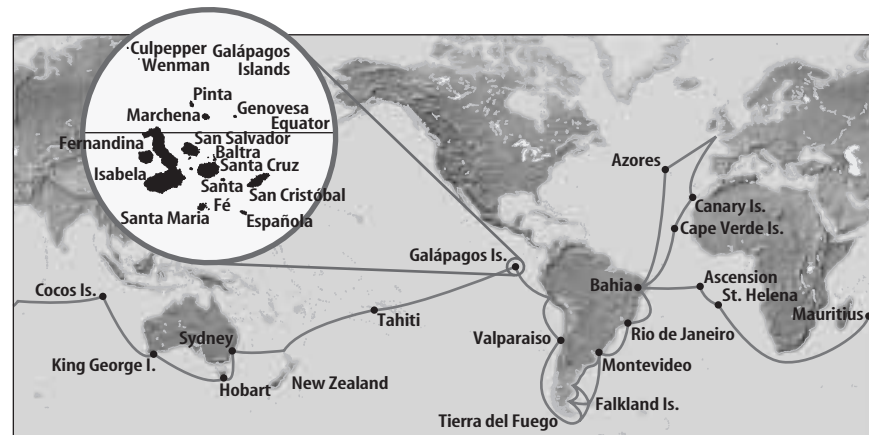 Culpepper
Wenman
Galápagos
Islands
Pinta
Marchena
Genovesa
Equator
Fernandina
San Salvador
Baltra
Santa Cruz
Isabela
Santa
Fé
San Cristóbal
Santa Maria
Española
Azores
Canary Is.
Cape Verde Is.
Galápagos Is.
Bahia
Ascension
St. Helena
Mauritius
Cocos Is.
Tahiti
Valparaiso
Rio de Janeiro
Sydney
King George I.
Montevideo
Hobart
New Zealand
Falkland Is.
Tierra del Fuego